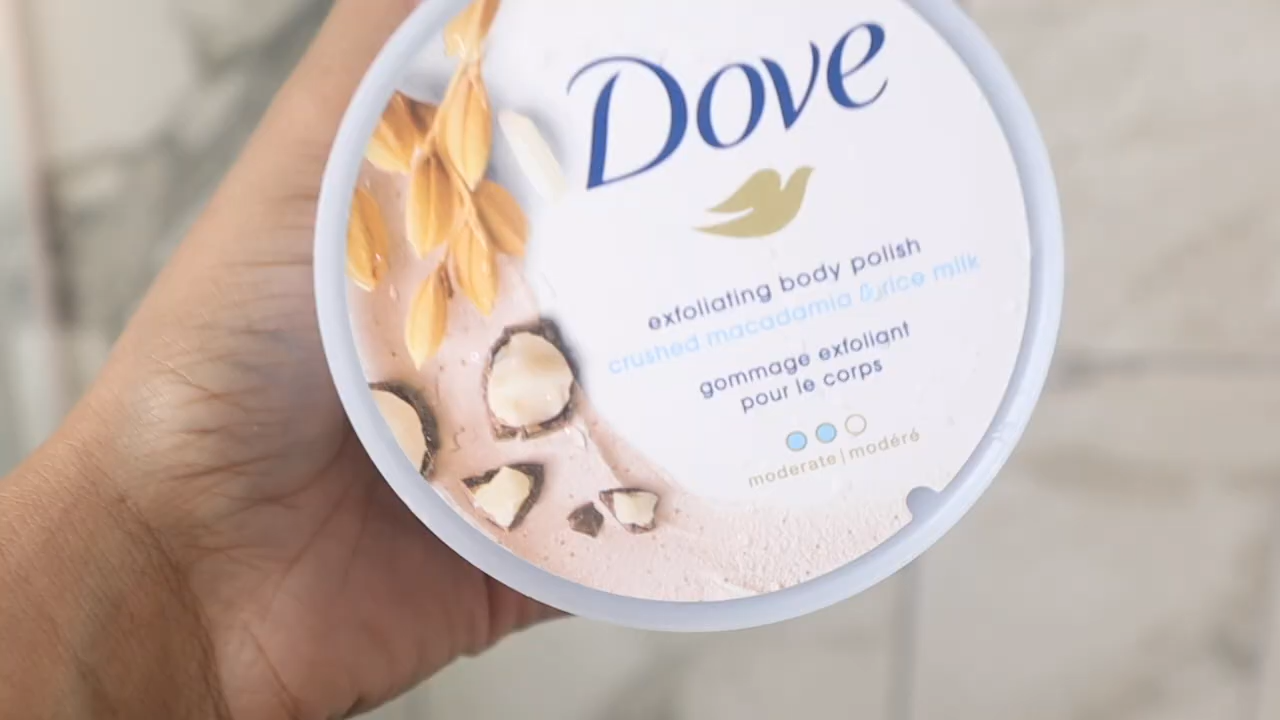 Dove
exfoliating body polish
crushed macadamia & rice milk
gommage exfoliant
pour le corps
moderate | modéré